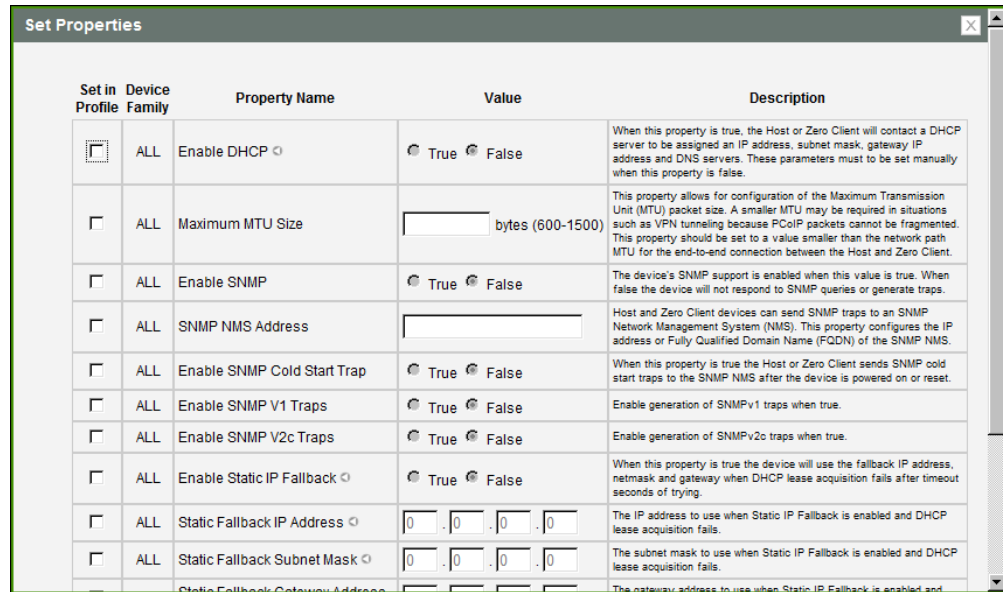 Set Properties
X
Set in Profile
Device Family
Property Name
Value
Description
ALL
Enable DHCP
True False
When this property is true, the Host or Zero Client will contact a DHCP
server to be assigned an IP address, subnet mask, gateway IP
address and DNS servers. These parameters must to be set manually
when this property is false.
ALL
Maximum MTU Size
bytes (600-1500)
This property allows for configuration of the Maximum Transmission
Unit (MTU) packet size. A smaller MTU may be required in situations
such as VPN tunneling because PCoIP packets cannot be fragmented.
This property should be set to a value smaller than the network path
MTU for the end-to-end connection between the Host and Zero Client.
ALL
Enable SNMP
True False
The device's SNMP support is enabled when this value is true. When
false the device will not respond to SNMP queries or generate traps.
ALL
SNMP NMS Address
Host and Zero Client devices can send SNMP traps to an SNMP
Network Management System (NMS). This property configures the IP
address or Fully Qualified Domain Name (FQDN) of the SNMP NMS.
ALL
Enable SNMP Cold Start Trap
True False
When this property is true the Host or Zero Client sends SNMP cold
start traps to the SNMP NMS after the device is powered on or reset.
ALL
Enable SNMP V1 Traps
True False
Enable generation of SNMPv1 traps when true.
ALL
Enable SNMP V2c Traps
True False
Enable generation of SNMPv2c traps when true.
ALL
Enable Static IP Fallback
True False
When this property is true the device will use the fallback IP address,
netmask and gateway when DHCP lease acquisition fails after timeout
seconds of trying.
ALL
Static Fallback IP Address
0 . 0 . 0 . 0
The IP address to use when Static IP Fallback is enabled and DHCP
lease acquisition fails.
ALL
Static Fallback Subnet Mask
0 . 0 . 0 . 0
The subnet mask to use when Static IP Fallback is enabled and DHCP
lease acquisition fails.
Static Fallback Gateway Address
The gateway address to use when Static IP Fallback is enabled and